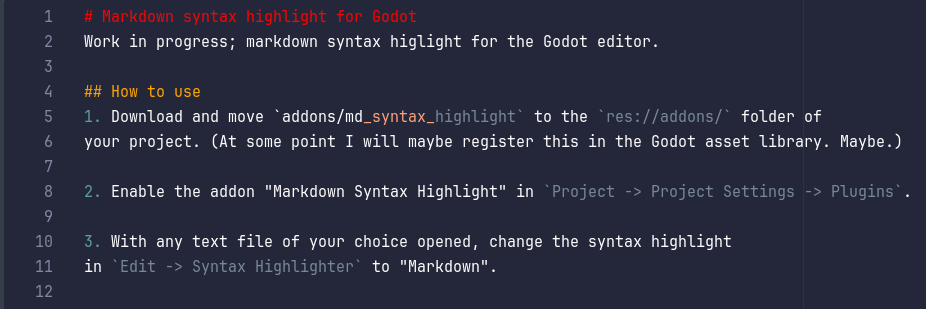 1 # Markdown syntax highlight for Godot
2 Work in progress; markdown syntax higlight for the Godot editor.
3
4 ## How to use
5 1. Download and move `addons/md_syntax_highlight` to the `res://addons/` folder of
6 your project. (At some point I will maybe register this in the Godot asset library. Maybe.)
7
8 2. Enable the addon "Markdown Syntax Highlight" in `Project -> Project Settings -> Plugins`.
9
10 3. With any text file of your choice opened, change the syntax highlight
11 in `Edit -> Syntax Highlighter` to "Markdown".
12